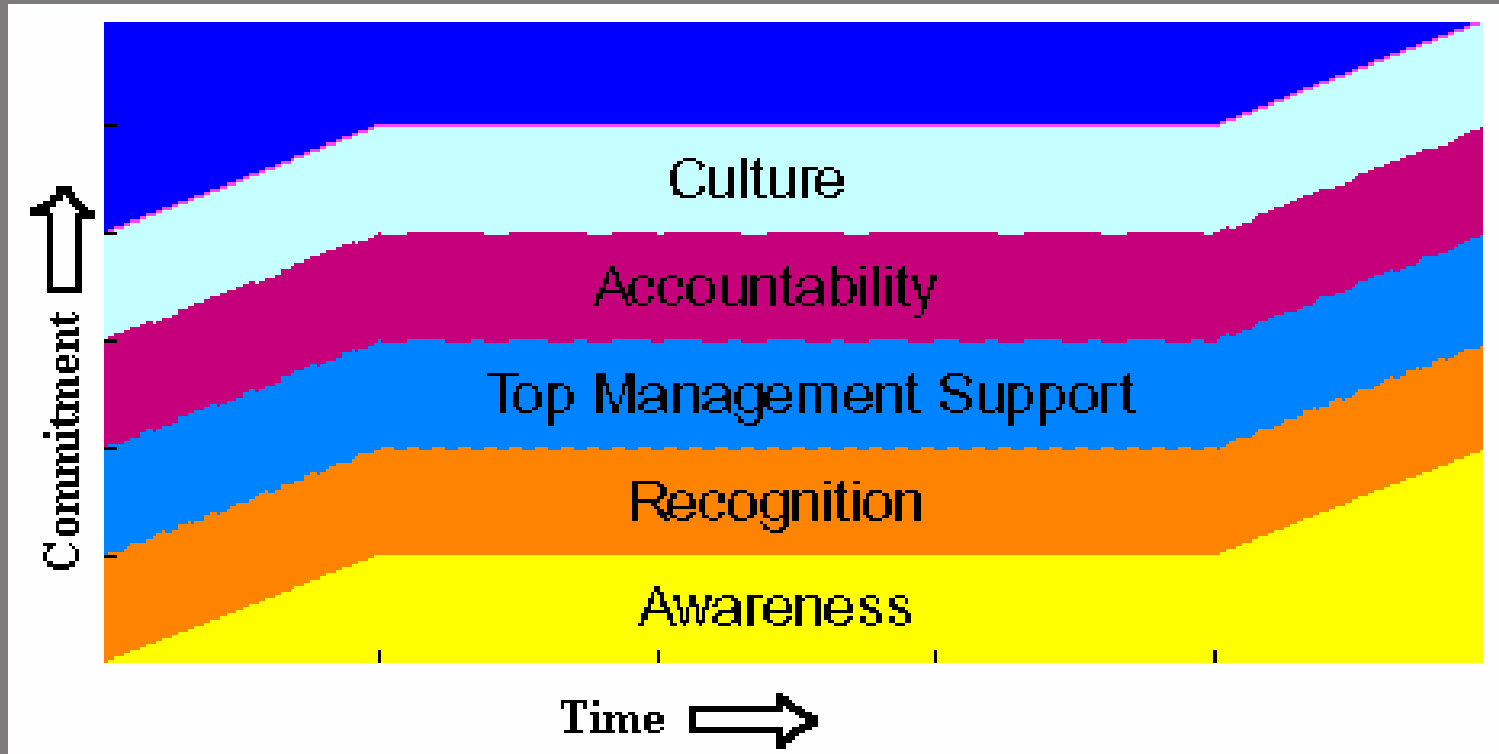 Culture
Accountability
Top Management Support
Recognition
Awareness
Commitment
Time